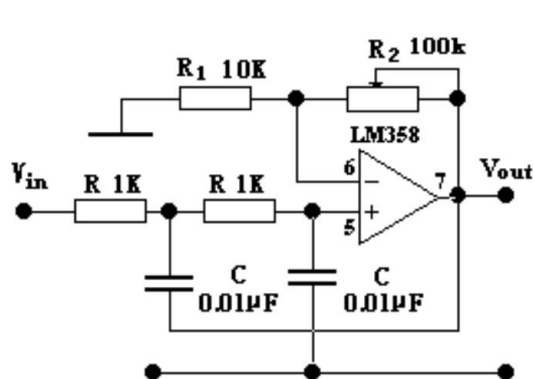 R2 100k
R1 10K
LM358
Vin
R 1K
R 1K
6
−
7
Vout
+
5
C
0.01µF
C
0.01µF